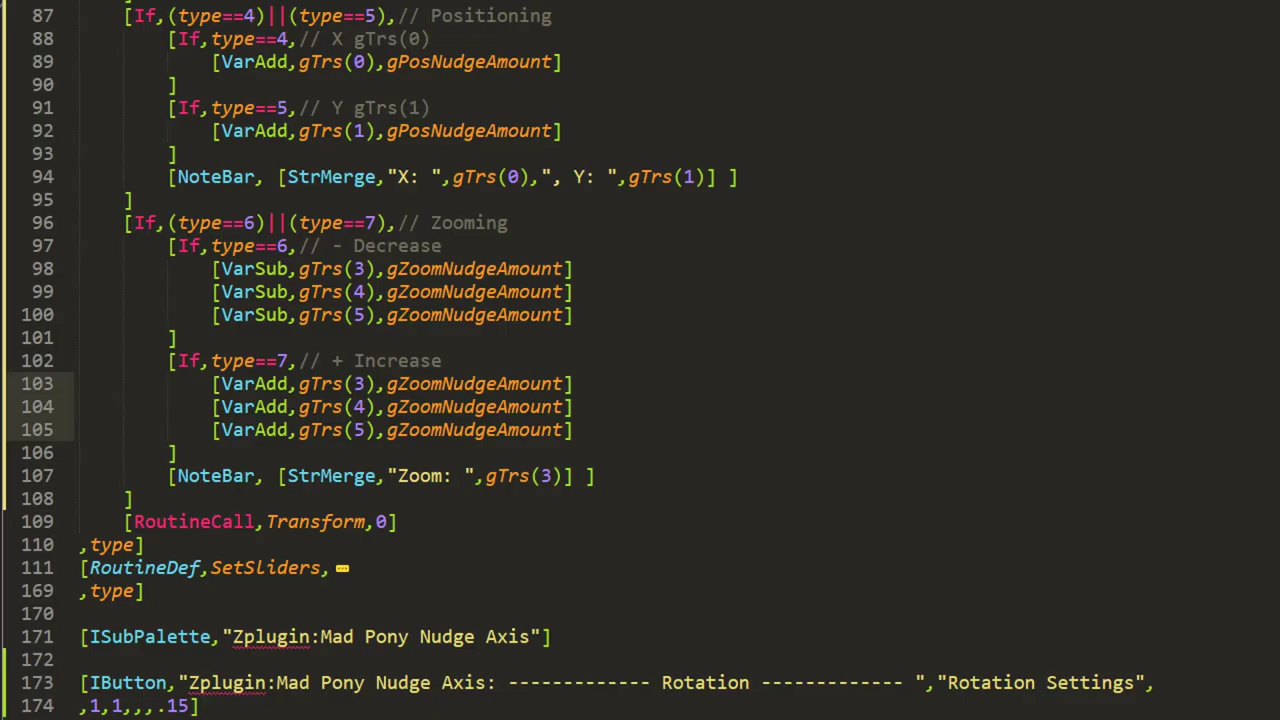 87 [If,(type==4)||(type==5),// Positioning
88 [If,type==4,// X gTrs(0)
89 [VarAdd,gTrs(0),gPosNudgeAmount]
90 ]
91 [If,type==5,// Y gTrs(1)
92 [VarAdd,gTrs(1),gPosNudgeAmount]
93 ]
94 [NoteBar, [StrMerge,"X: ",gTrs(0),", Y: ",gTrs(1)] ]
95 ]
96 [If,(type==6)||(type==7),// Zooming
97 [If,type==6,// - Decrease
98 [VarSub,gTrs(3),gZoomNudgeAmount]
99 [VarSub,gTrs(4),gZoomNudgeAmount]
100 [VarSub,gTrs(5),gZoomNudgeAmount]
101 ]
102 [If,type==7,// + Increase
103 [VarAdd,gTrs(3),gZoomNudgeAmount]
104 [VarAdd,gTrs(4),gZoomNudgeAmount]
105 [VarAdd,gTrs(5),gZoomNudgeAmount]
106 ]
107 [NoteBar, [StrMerge,"Zoom: ",gTrs(3)] ]
108 ]
109 [RoutineCall,Transform,0]
110 ,type]
111 [RoutineDef,SetSliders,
169 ,type]
170
171 [ISubPalette,"Zplugin:Mad Pony Nudge Axis"]
172
173 [IButton,"Zplugin:Mad Pony Nudge Axis: ------------- Rotation ------------- ","Rotation Settings",
174 ,1,1,,,.15]